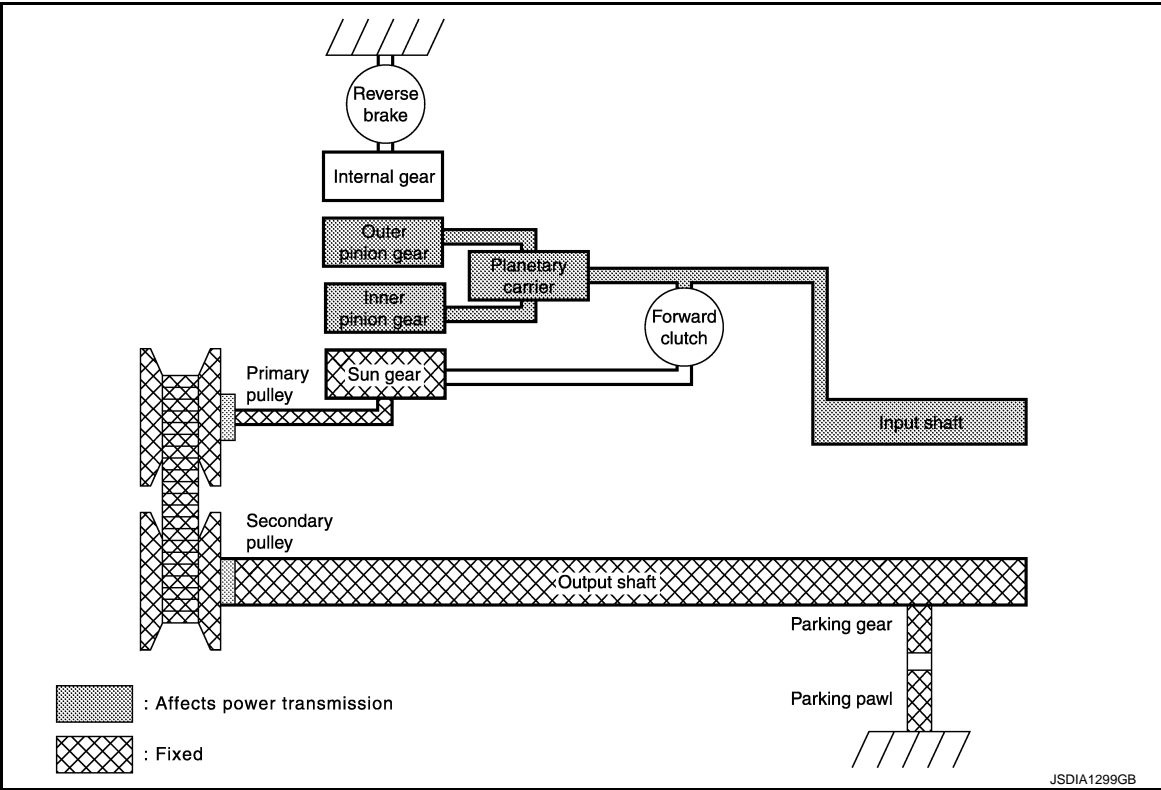 Reverse
brake
Internal gear
Outer
pinion gear
Planetary
carrier
Inner
pinion gear
Forward
clutch
Sun gear
Primary
pulley
Input shaft
Secondary
pulley
Output shaft
Parking gear
Parking pawl
: Affects power transmission
: Fixed
JSDIA1299GB